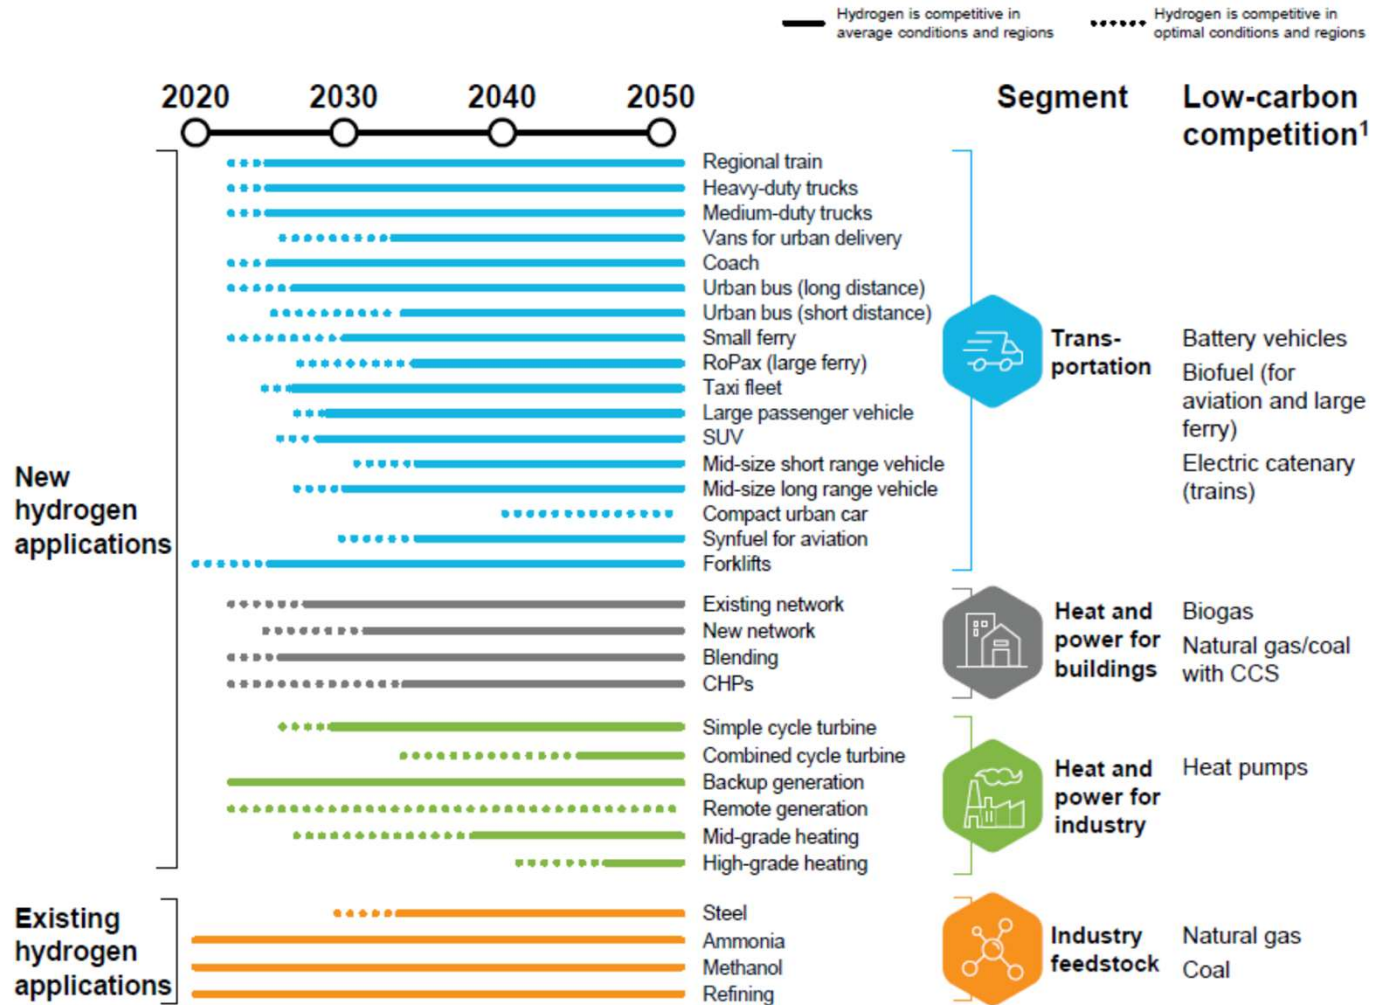 Hydrogen is competitive in
average conditions and regions
Hydrogen is competitive in
optimal conditions and regions
2020
2030
2040
2050
Segment
Low-carbon
competition¹
New
hydrogen
applications
Regional train
Heavy-duty trucks
Medium-duty trucks
Vans for urban delivery
Coach
Urban bus (long distance)
Urban bus (short distance)
Small ferry
RoPax (large ferry)
Taxi fleet
Large passenger vehicle
SUV
Mid-size short range vehicle
Mid-size long range vehicle
Compact urban car
Synfuel for aviation
Forklifts
Trans-
portation
Battery vehicles
Biofuel (for
aviation and large
ferry)
Electric catenary
(trains)
Existing network
New network
Blending
CHPs
Heat and
power for
buildings
Biogas
Natural gas/coal
with CCS
Simple cycle turbine
Combined cycle turbine
Backup generation
Remote generation
Mid-grade heating
High-grade heating
Heat and
power for
industry
Heat pumps
Existing
hydrogen
applications
Steel
Ammonia
Methanol
Refining
Industry
feedstock
Natural gas
Coal